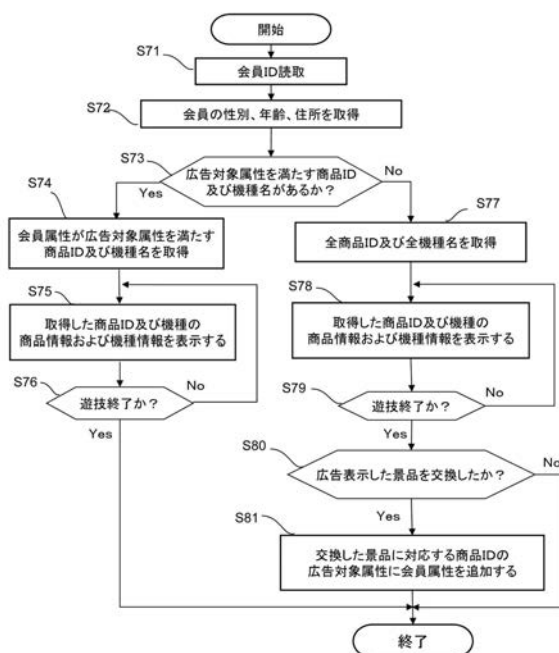 開始
S71
会員ID読取
S72
会員の性別、年齢、住所を取得
S73
広告対象属性を満たす商品ID
及び機種名があるか？
Yes
No
S74
会員属性が広告対象属性を満たす
商品ID及び機種名を取得
S77
全商品ID及び全機種名を取得
S75
取得した商品ID及び機種の
商品情報および機種情報を表示する
S78
取得した商品ID及び機種の
商品情報および機種情報を表示する
S76
遊技終了か？
No
Yes
S79
遊技終了か？
No
Yes
S80
広告表示した景品を交換したか？
No
Yes
S81
交換した景品に対応する商品IDの
広告対象属性に会員属性を追加する
終了